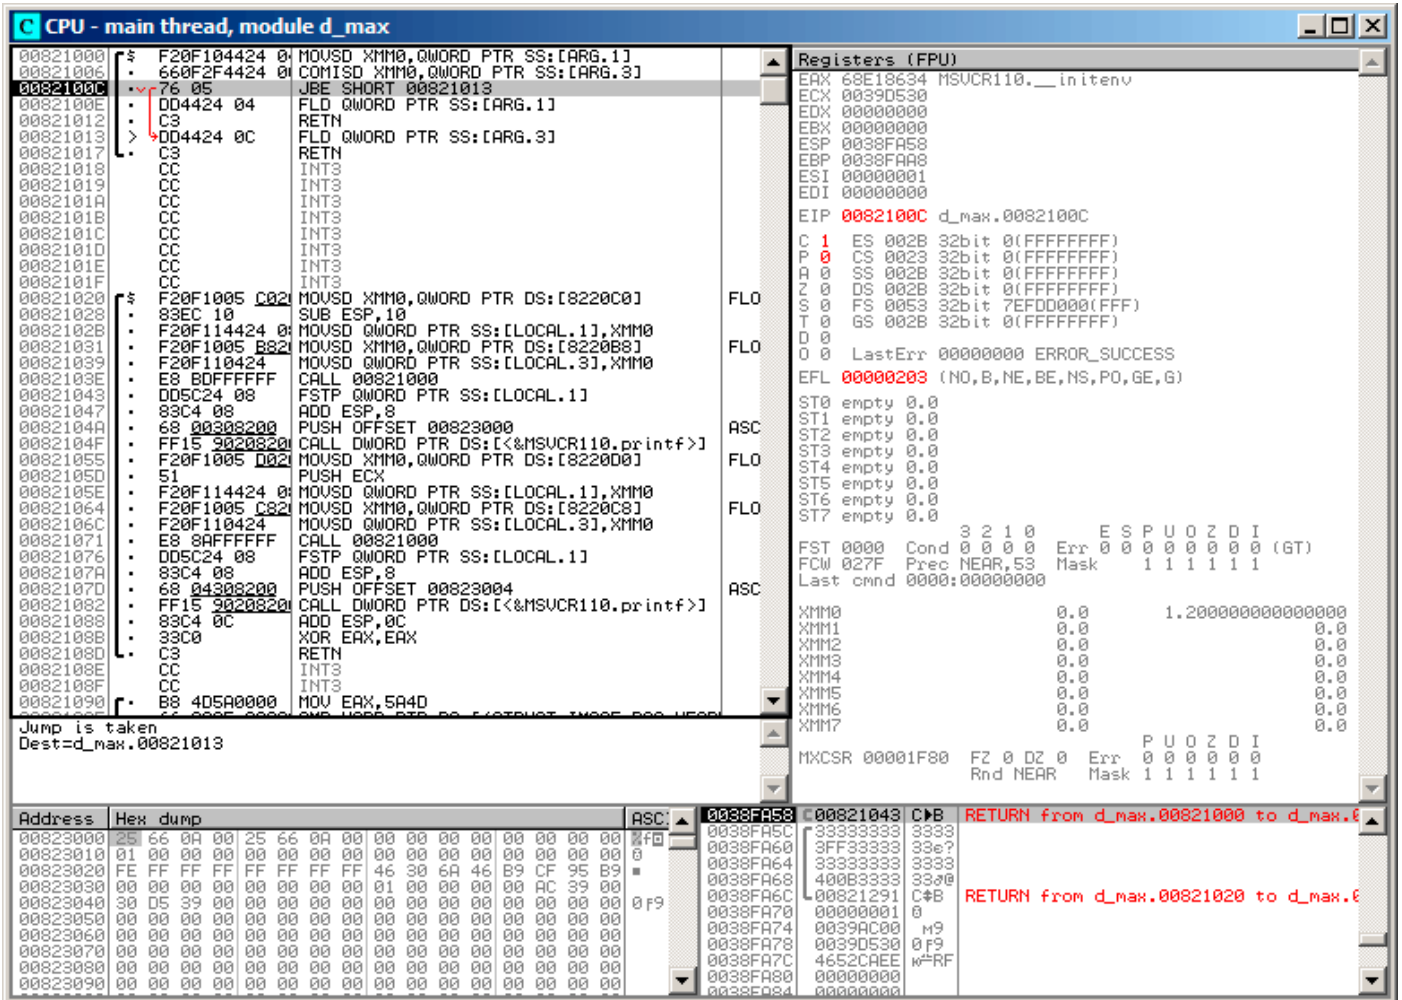 CPU - main thread, module d_max
00821000 $ F20F104424 0 MOVSD XMM0,QWORD PTR SS:[ARG.1]
00821006 · 660F2F4424 0 COMISD XMM0,QWORD PTR SS:[ARG.3]
0082100C · 76 05 JBE SHORT 00821013
0082100E · DD4424 04 FLD QWORD PTR SS:[ARG.1]
00821012 · C3 RETN
00821013 > DD4424 0C FLD QWORD PTR SS:[ARG.3]
00821017 · C3 RETN
00821018 CC INT3
00821019 CC INT3
0082101A CC INT3
0082101B CC INT3
0082101C CC INT3
0082101D CC INT3
0082101E CC INT3
0082101F CC INT3
00821020 $ F20F1005 C02 MOVSD XMM0,QWORD PTR DS:[8220C0] FLO
00821028 · 83EC 10 SUB ESP,10
0082102B · F20F114424 0 MOVSD QWORD PTR SS:[LOCAL.1],XMM0
00821031 · F20F1005 B82 MOVSD XMM0,QWORD PTR DS:[8220B8] FLO
00821039 · F20F110424 MOVSD QWORD PTR SS:[LOCAL.3],XMM0
0082103E · E8 BDFFFFFF CALL 00821000
00821043 · DD5C24 08 FSTP QWORD PTR SS:[LOCAL.1]
00821047 · 83C4 08 ADD ESP,8
0082104A · 68 00308200 PUSH OFFSET 00823000 ASC
0082104F · FF15 9020820 CALL DWORD PTR DS:[<&MSVCR110.printf>]
00821055 · F20F1005 D02 MOVSD XMM0,QWORD PTR DS:[8220D0] FLO
0082105D · 51 PUSH ECX
0082105E · F20F114424 0 MOVSD QWORD PTR SS:[LOCAL.1],XMM0
00821064 · F20F1005 C82 MOVSD XMM0,QWORD PTR DS:[8220C8] FLO
0082106C · F20F110424 MOVSD QWORD PTR SS:[LOCAL.3],XMM0
00821071 · E8 8AFFFFFF CALL 00821000
00821076 · DD5C24 08 FSTP QWORD PTR SS:[LOCAL.1]
0082107A · 83C4 08 ADD ESP,8
0082107D · 68 04308200 PUSH OFFSET 00823004 ASC
00821082 · FF15 9020820 CALL DWORD PTR DS:[<&MSVCR110.printf>]
00821088 · 83C4 0C ADD ESP,0C
0082108B · 33C0 XOR EAX,EAX
0082108D · C3 RETN
0082108E CC INT3
0082108F CC INT3
00821090 · B8 4D5A0000 MOV EAX,5A4D
Jump is taken
Dest=d_max.00821013
Registers (FPU)
EAX 68E18634 MSVCR110.__initenv
ECX 0039D530
EDX 00000000
EBX 00000000
ESP 0038FA58
EBP 0038FAA8
ESI 00000001
EDI 00000000
EIP 0082100C d_max.0082100C
C 1 ES 002B 32bit 0(FFFFFFFF)
P 0 CS 0023 32bit 0(FFFFFFFF)
A 0 SS 002B 32bit 0(FFFFFFFF)
Z 0 DS 002B 32bit 0(FFFFFFFF)
S 0 FS 0053 32bit 7EFDD000(FFF)
T 0 GS 002B 32bit 0(FFFFFFFF)
D 0
O 0 LastErr 00000000 ERROR_SUCCESS
EFL 00000203 (NO,B,NE,BE,NS,PO,GE,G)
ST0 empty 0.0
ST1 empty 0.0
ST2 empty 0.0
ST3 empty 0.0
ST4 empty 0.0
ST5 empty 0.0
ST6 empty 0.0
ST7 empty 0.0
3 2 1 0 E S P U O Z D I
FST 0000 Cond 0 0 0 0 Err 0 0 0 0 0 0 0 0 (GT)
FCW 027F Prec NEAR,53 Mask 1 1 1 1 1 1
Last cmnd 0000:00000000
XMM0 0.0 1.200000000000000
XMM1 0.0 0.0
XMM2 0.0 0.0
XMM3 0.0 0.0
XMM4 0.0 0.0
XMM5 0.0 0.0
XMM6 0.0 0.0
XMM7 0.0 0.0
P U O Z D I
MXCSR 00001F80 FZ 0 DZ 0 Err 0 0 0 0 0 0
Rnd NEAR Mask 1 1 1 1 1 1
Address Hex dump ASC
00823000 25 66 0A 00 25 66 0A 00 00 00 00 00 00 00 00 00 %f
00823010 01 00 00 00 00 00 00 00 00 00 00 00 00 00 00 00
00823020 FE FF FF FF FF FF FF FF 46 30 6A 46 B9 CF 95 B9
00823030 00 00 00 00 00 00 00 00 01 00 00 00 00 AC 39 00
00823040 30 D5 39 00 00 00 00 00 00 00 00 00 00 00 00 00
00823050 00 00 00 00 00 00 00 00 00 00 00 00 00 00 00 00
00823060 00 00 00 00 00 00 00 00 00 00 00 00 00 00 00 00
00823070 00 00 00 00 00 00 00 00 00 00 00 00 00 00 00 00
00823080 00 00 00 00 00 00 00 00 00 00 00 00 00 00 00 00
00823090 00 00 00 00 00 00 00 00 00 00 00 00 00 00 00 00
0038FA58 00821043 C►B RETURN from d_max.00821000 to d_max.0
0038FA5C 33333333 3333
0038FA60 3FF33333 33e?
0038FA64 33333333 3333
0038FA68 400B3333 33♂@
0038FA6C 00821291 RETURN from d_max.00821020 to d_max.0
0038FA70 00000001
0038FA74 0039AC00
0038FA78 0039D530
0038FA7C 4652CAEE
0038FA80 00000000
0038FA84 00000000